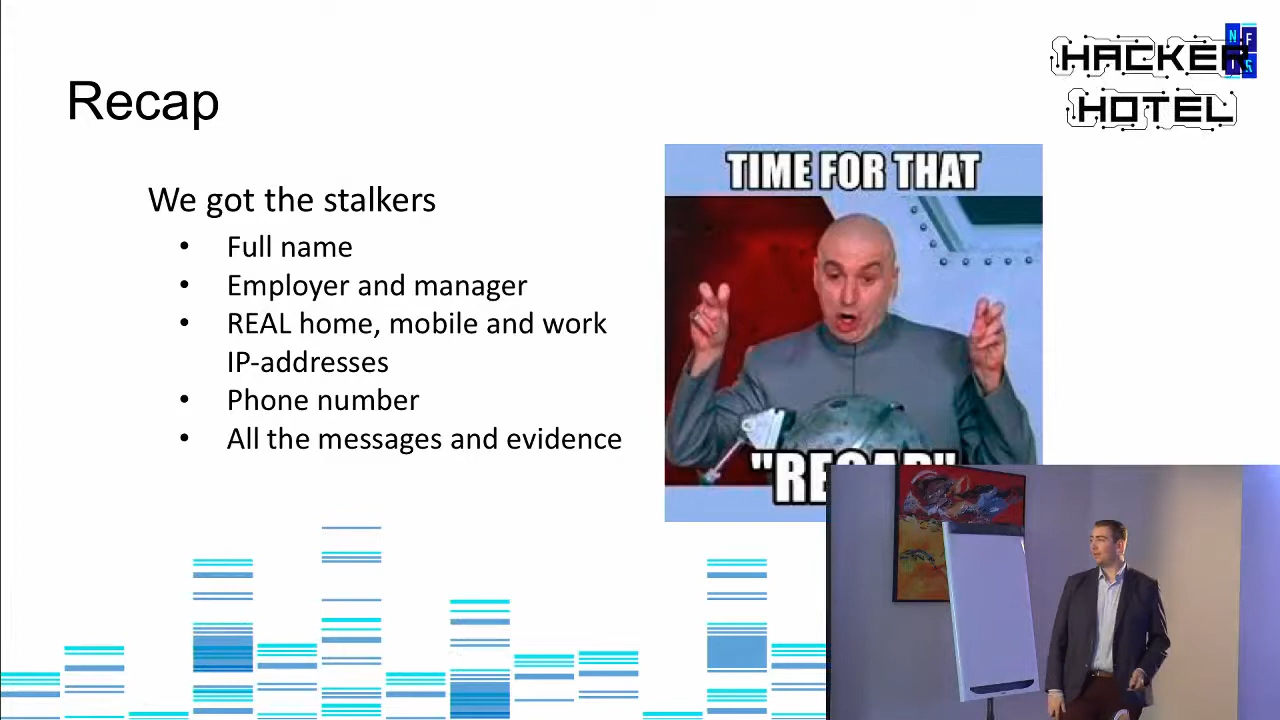 HACKER
HOTEL
Recap
TIME FOR THAT
We got the stalkers
• Full name
• Employer and manager
• REAL home, mobile and work
IP-addresses
• Phone number
• All the messages and evidence